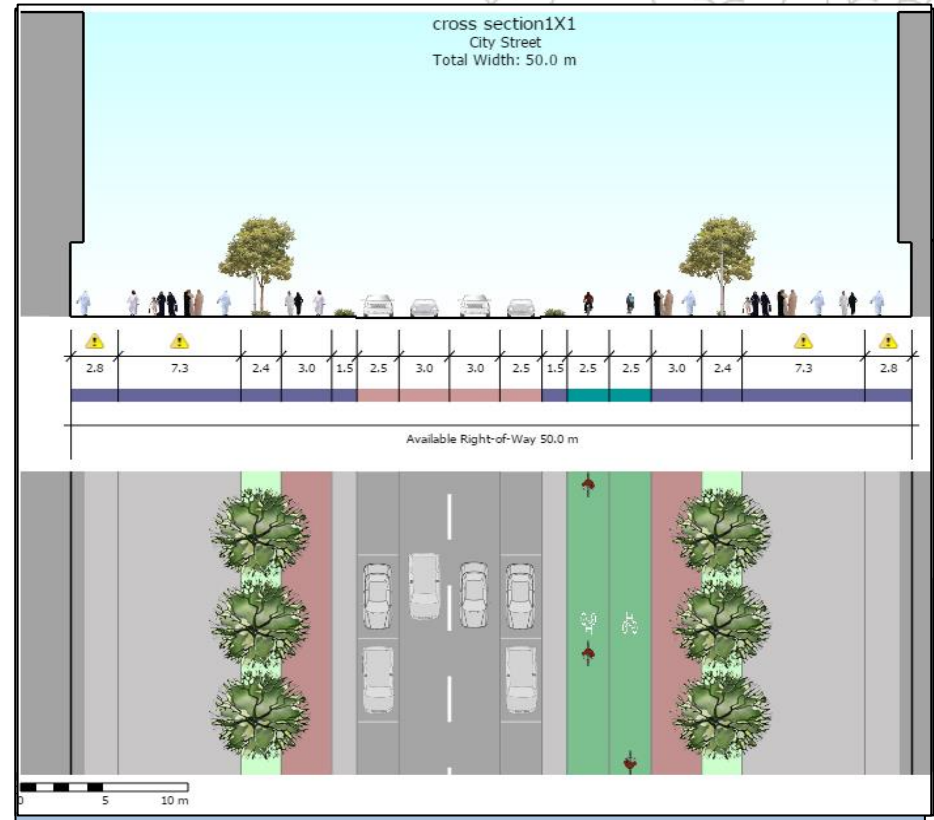 cross section1X1
City Street
Total Width: 50.0 m
2.8 7.3 2.4 3.0 1.5 2.5 3.0 3.0 2.5 1.5 2.5 2.5 3.0 2.4 7.3 2.8
Available Right-of-Way 50.0 m
0 5 10 m